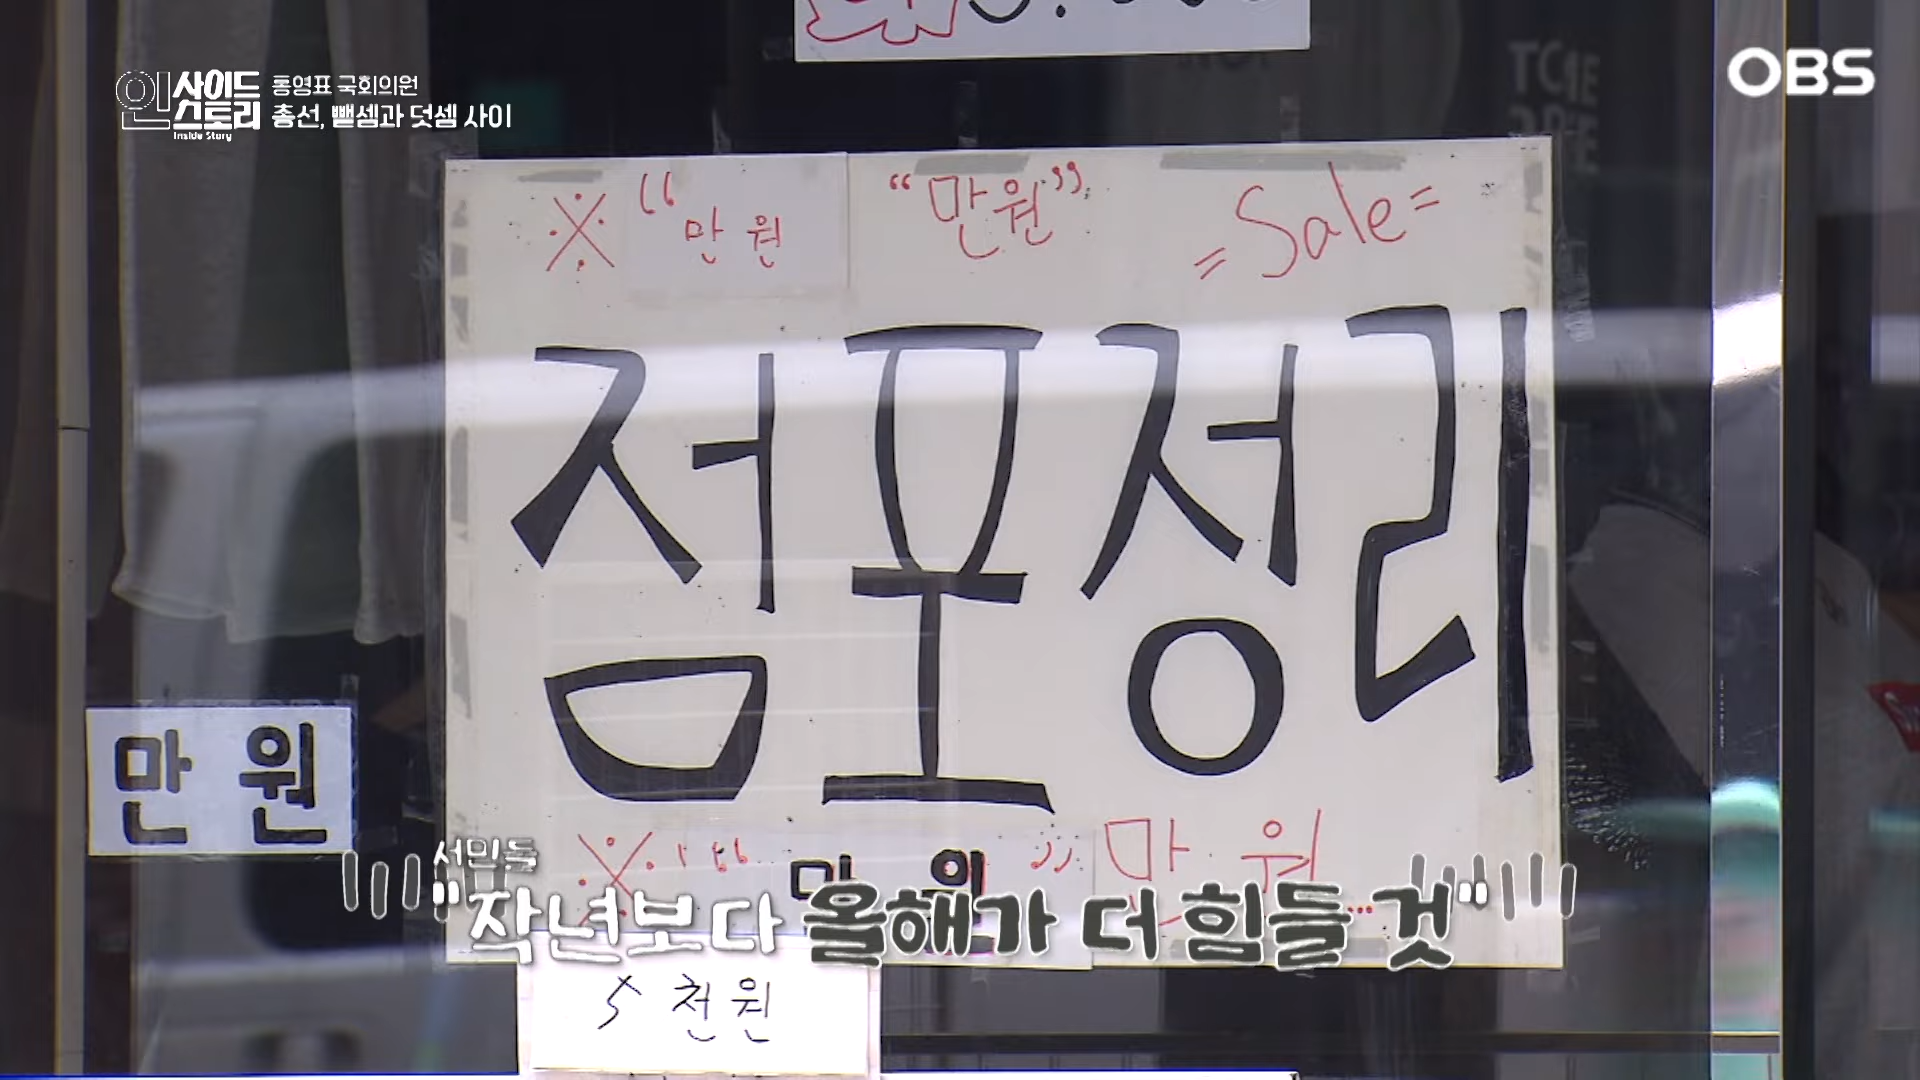 인사이드스토리
Inside Story
홍영표 국회의원
총선, 뺄셈과 덧셈 사이
OBS
※ “ 만 원
“만원”
=Sale=
점포정리
만 원
※ “ 만 원 ” 만 원
서민들
"작년보다 올해가 더 힘들 것"
5 천원